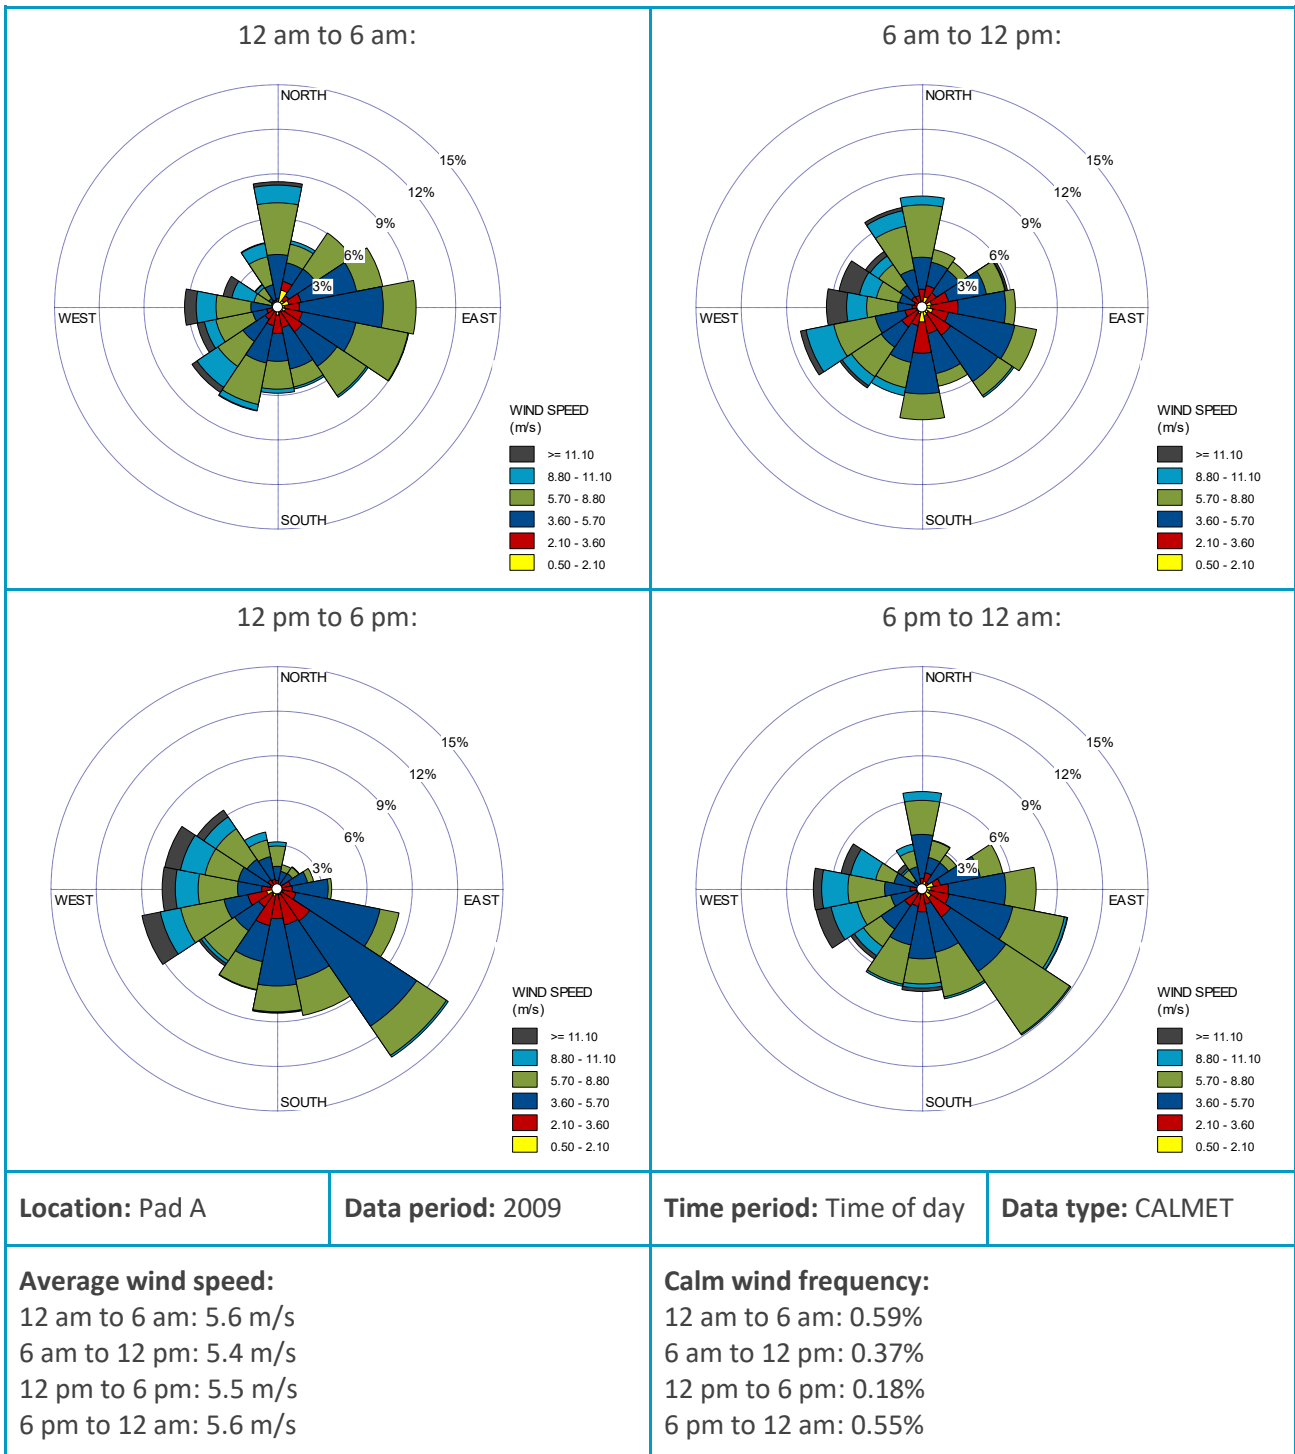 12 am to 6 am:
NORTH
15%
12%
9%
6%
3%
WEST
EAST
SOUTH
WIND SPEED
(m/s)
>= 11.10
8.80 - 11.10
5.70 - 8.80
3.60 - 5.70
2.10 - 3.60
0.50 - 2.10
6 am to 12 pm:
NORTH
15%
12%
9%
6%
3%
WEST
EAST
SOUTH
WIND SPEED
(m/s)
>= 11.10
8.80 - 11.10
5.70 - 8.80
3.60 - 5.70
2.10 - 3.60
0.50 - 2.10
12 pm to 6 pm:
NORTH
15%
12%
9%
6%
3%
WEST
EAST
SOUTH
WIND SPEED
(m/s)
>= 11.10
8.80 - 11.10
5.70 - 8.80
3.60 - 5.70
2.10 - 3.60
0.50 - 2.10
6 pm to 12 am:
NORTH
15%
12%
9%
6%
3%
WEST
EAST
SOUTH
WIND SPEED
(m/s)
>= 11.10
8.80 - 11.10
5.70 - 8.80
3.60 - 5.70
2.10 - 3.60
0.50 - 2.10
Location: Pad A
Data period: 2009
Time period: Time of day
Data type: CALMET
Average wind speed:
12 am to 6 am: 5.6 m/s
6 am to 12 pm: 5.4 m/s
12 pm to 6 pm: 5.5 m/s
6 pm to 12 am: 5.6 m/s
Calm wind frequency:
12 am to 6 am: 0.59%
6 am to 12 pm: 0.37%
12 pm to 6 pm: 0.18%
6 pm to 12 am: 0.55%